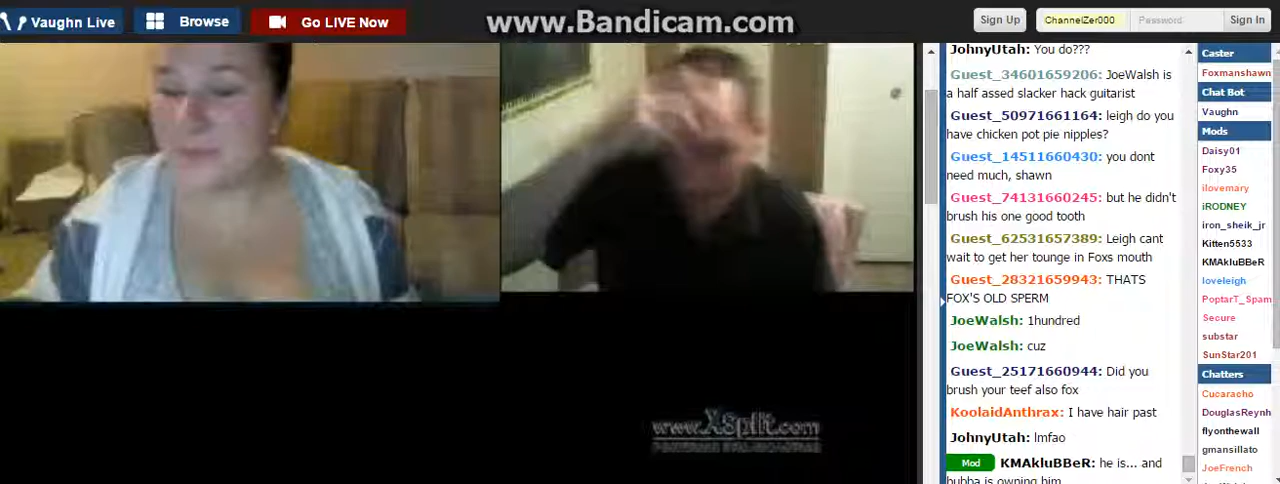 Vaughn Live
Browse
Go LIVE Now
www.Bandicam.com
Sign Up
ChannelZer000
Password
Sign In
JohnyUtah: You do???
Guest_34601659206: JoeWalsh is
a half assed slacker hack guitarist
Guest_50971661164: leigh do you
have chicken pot pie nipples?
Guest_14511660430: you dont
need much, shawn
Guest_74131660245: but he didn't
brush his one good tooth
Guest_62531657389: Leigh cant
wait to get her tounge in Foxs mouth
Guest_28321659943: THATS
FOX'S OLD SPERM
JoeWalsh: 1hundred
JoeWalsh: cuz
Guest_25171660944: Did you
brush your teef also fox
KoolaidAnthrax: I have hair past
JohnyUtah: lmfao
Mod KMAkluBBeR: he is... and
bubba is owning him
Caster
Foxmanshawn
Chat Bot
Vaughn
Mods
Daisy01
Foxy35
ilovemary
iRODNEY
iron_sheik_jr
Kitten5533
KMAkluBBeR
loveleigh
PoptarT_Spam
Secure
substar
SunStar201
Chatters
Cucaracho
DouglasReynh
flyonthewall
gmansillato
JoeFrench
www.XSplit.com